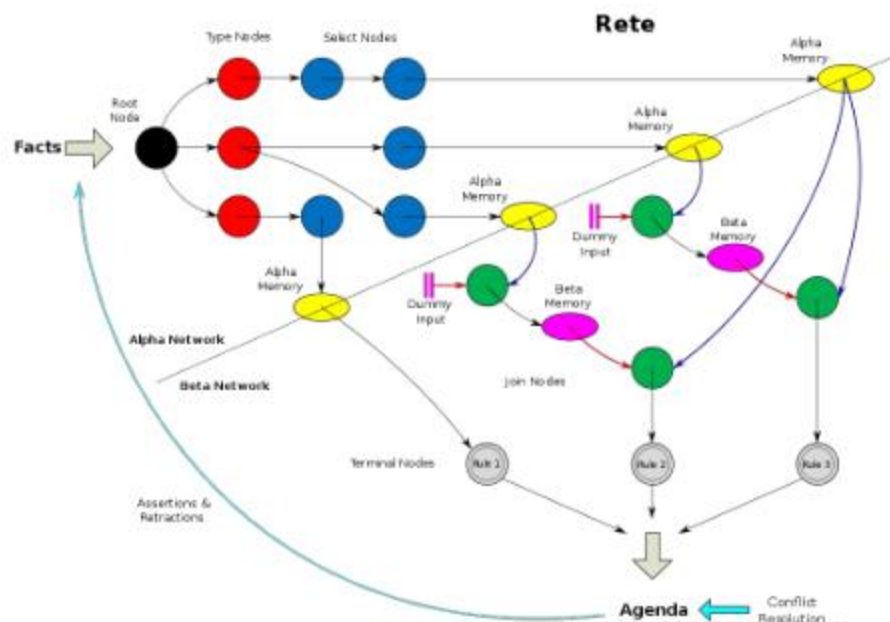 Rete
Type Nodes
Select Nodes
Alpha
Memory
Root
Node
Alpha
Memory
Facts
Alpha
Memory
Dummy
Input
Beta
Memory
Alpha
Memory
Dummy
Input
Beta
Memory
Alpha Network
Beta Network
Join Nodes
Terminal Nodes
Rule 1
Rule 2
Rule 3
Assertions &
Retractions
Agenda
Conflict
Resolution